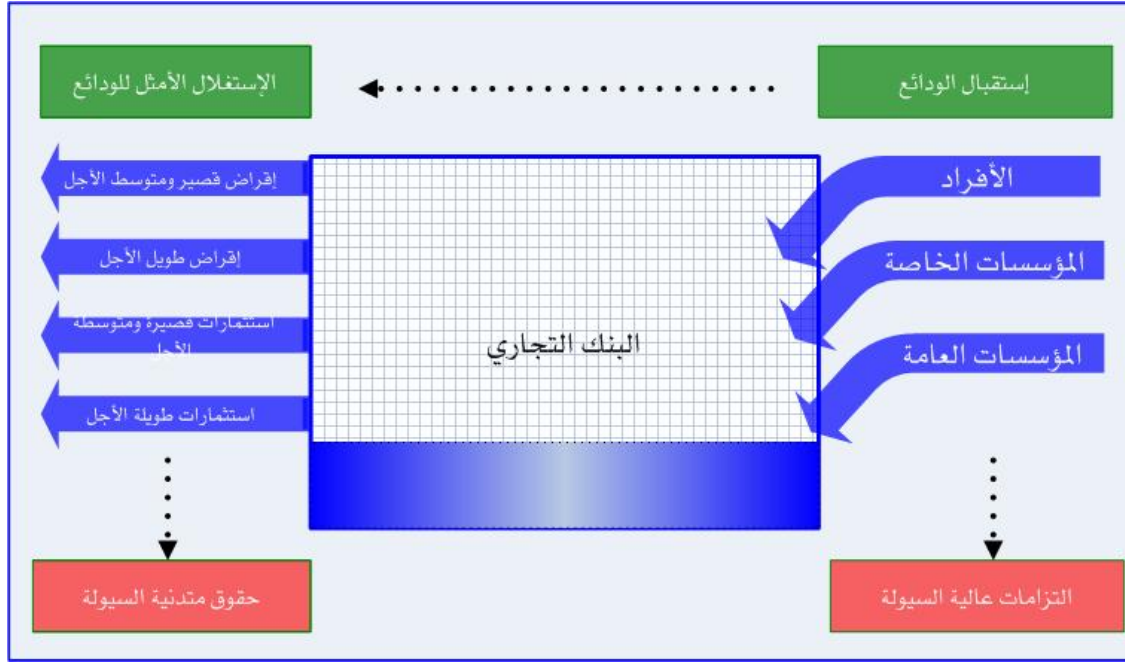 إستقبال الودائع
الإستغلال الأمثل للودائع
الأفراد
المؤسسات الخاصة
المؤسسات العامة
البنك التجاري
إقراض قصير ومتوسط الأجل
إقراض طويل الأجل
استثمارات قصيرة ومتوسطة
الأجل
استثمارات طويلة الأجل
التزامات عالية السيولة
حقوق متدنية السيولة